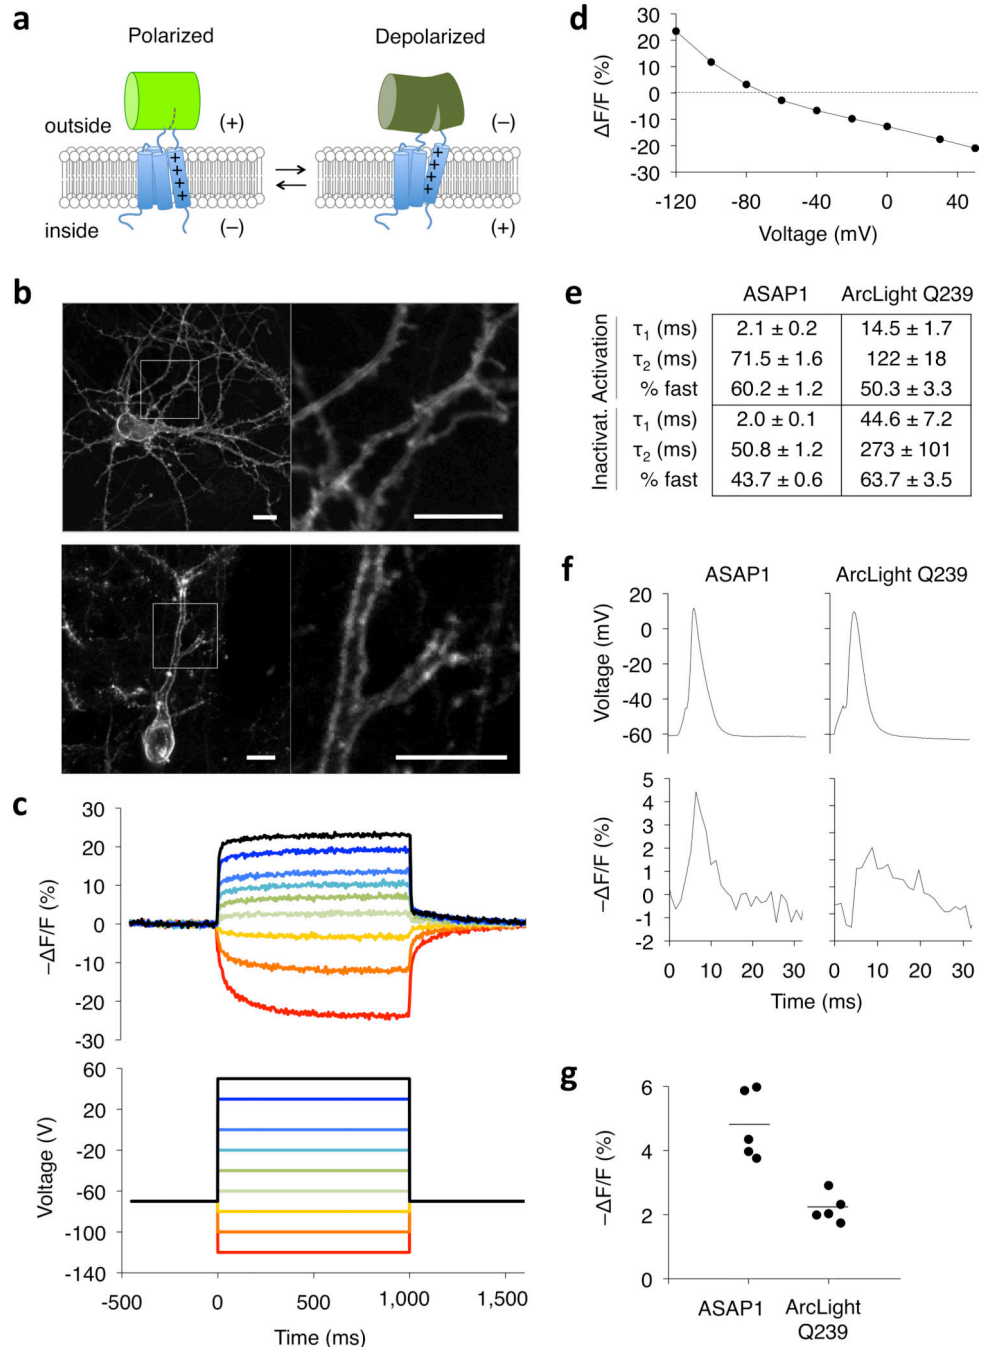 a
Polarized
Depolarized
outside
(+)
(−)
+
+
+
+
+
+
+
+
inside
(−)
(+)
b
c
−ΔF/F (%)
30
20
10
0
-10
-20
-30
Voltage (V)
60
20
-20
-60
-100
-140
-500
0
500
1,000
1,500
Time (ms)
d
ΔF/F (%)
30
20
10
0
-10
-20
-30
-120
-80
-40
0
40
Voltage (mV)
e
ASAP1
ArcLight Q239
Activation
τ1 (ms)
2.1 ± 0.2
14.5 ± 1.7
τ2 (ms)
71.5 ± 1.6
122 ± 18
% fast
60.2 ± 1.2
50.3 ± 3.3
Inactivat.
τ1 (ms)
2.0 ± 0.1
44.6 ± 7.2
τ2 (ms)
50.8 ± 1.2
273 ± 101
% fast
43.7 ± 0.6
63.7 ± 3.5
f
ASAP1
ArcLight Q239
Voltage (mV)
20
0
-20
-40
-60
−ΔF/F (%)
5
4
3
2
1
0
-1
-2
0
10
20
30
0
10
20
30
Time (ms)
g
−ΔF/F (%)
6
4
2
0
ASAP1
ArcLight
Q239